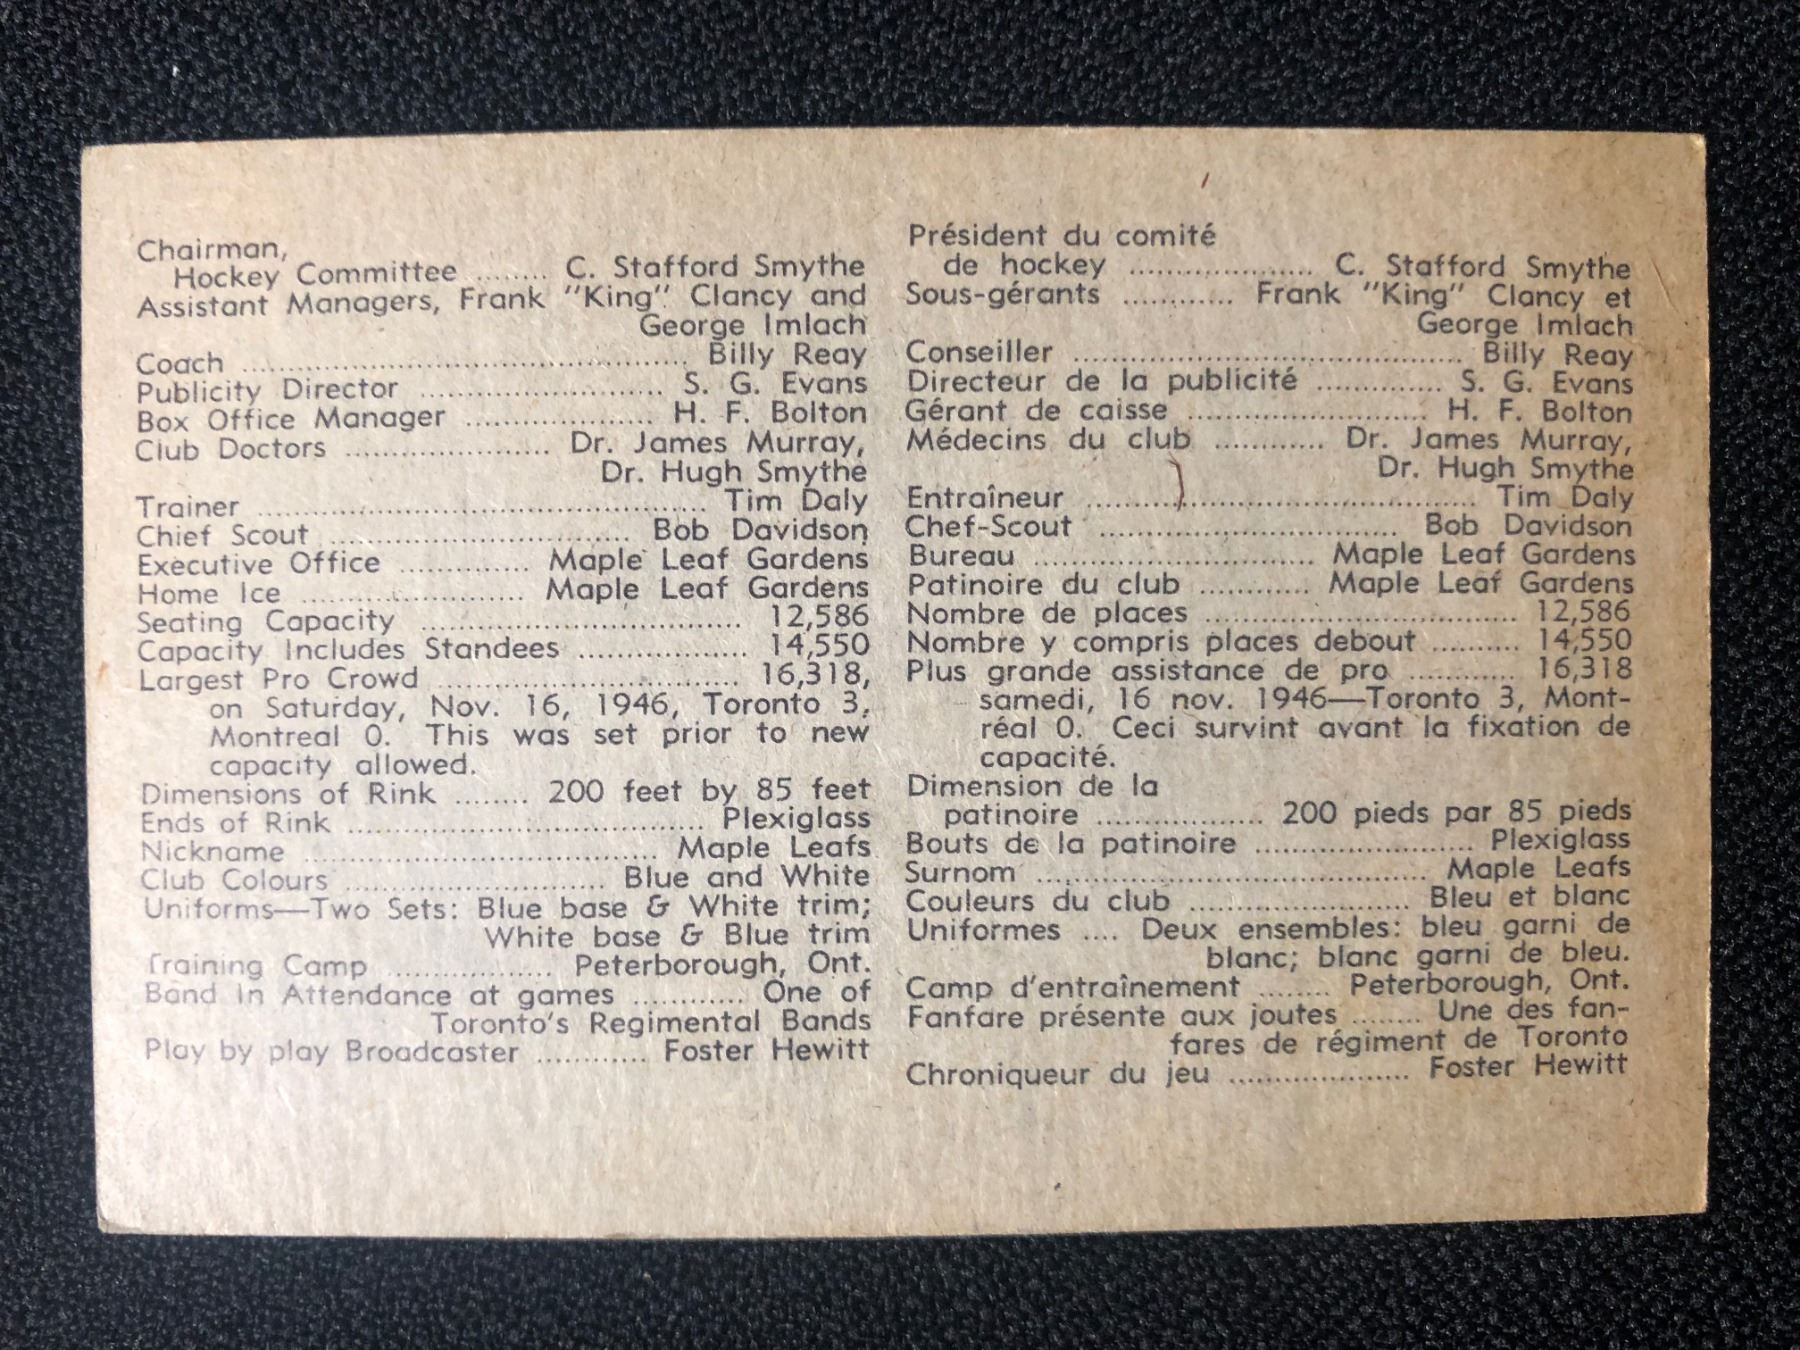 Chairman,
Hockey Committee ........ C. Stafford Smythe
Assistant Managers, Frank "King" Clancy and
George Imlach
Coach ........................................... Billy Reay
Publicity Director .......................... S. G. Evans
Box Office Manager .................... H. F. Bolton
Club Doctors ...................... Dr. James Murray,
Dr. Hugh Smythe
Trainer ............................................ Tim Daly
Chief Scout ................................ Bob Davidson
Executive Office .............. Maple Leaf Gardens
Home Ice ........................ Maple Leaf Gardens
Seating Capacity .................................. 12,586
Capacity Includes Standees .................. 14,550
Largest Pro Crowd ................................ 16,318,
on Saturday, Nov. 16, 1946, Toronto 3,
Montreal 0. This was set prior to new
capacity allowed.
Dimensions of Rink ........ 200 feet by 85 feet
Ends of Rink ...................................... Plexiglass
Nickname ...................................... Maple Leafs
Club Colours ............................ Blue and White
Uniforms—Two Sets: Blue base & White trim;
White base & Blue trim
Training Camp .................. Peterborough, Ont.
Band In Attendance at games ............ One of
Toronto's Regimental Bands
Play by play Broadcaster ............ Foster Hewitt
Président du comité
de hockey .................... C. Stafford Smythe
Sous-gérants ............ Frank "King" Clancy et
George Imlach
Conseiller .......................................... Billy Reay
Directeur de la publicité .............. S. G. Evans
Gérant de caisse .......................... H. F. Bolton
Médecins du club ............ Dr. James Murray,
Dr. Hugh Smythe
Entraîneur .......................................... Tim Daly
Chef-Scout ................................ Bob Davidson
Bureau .............................. Maple Leaf Gardens
Patinoire du club ............ Maple Leaf Gardens
Nombre de places .................................. 12,586
Nombre y compris places debout .......... 14,550
Plus grande assistance de pro ............ 16,318
samedi, 16 nov. 1946—Toronto 3, Mont-
réal 0. Ceci survint avant la fixation de
capacité.
Dimension de la
patinoire .................. 200 pieds par 85 pieds
Bouts de la patinoire ........................ Plexiglass
Surnom .......................................... Maple Leafs
Couleurs du club ........................ Bleu et blanc
Uniformes .... Deux ensembles: bleu garni de
blanc; blanc garni de bleu.
Camp d'entraînement ........ Peterborough, Ont.
Fanfare présente aux joutes ........ Une des fan-
fares de régiment de Toronto
Chroniqueur du jeu .................... Foster Hewitt